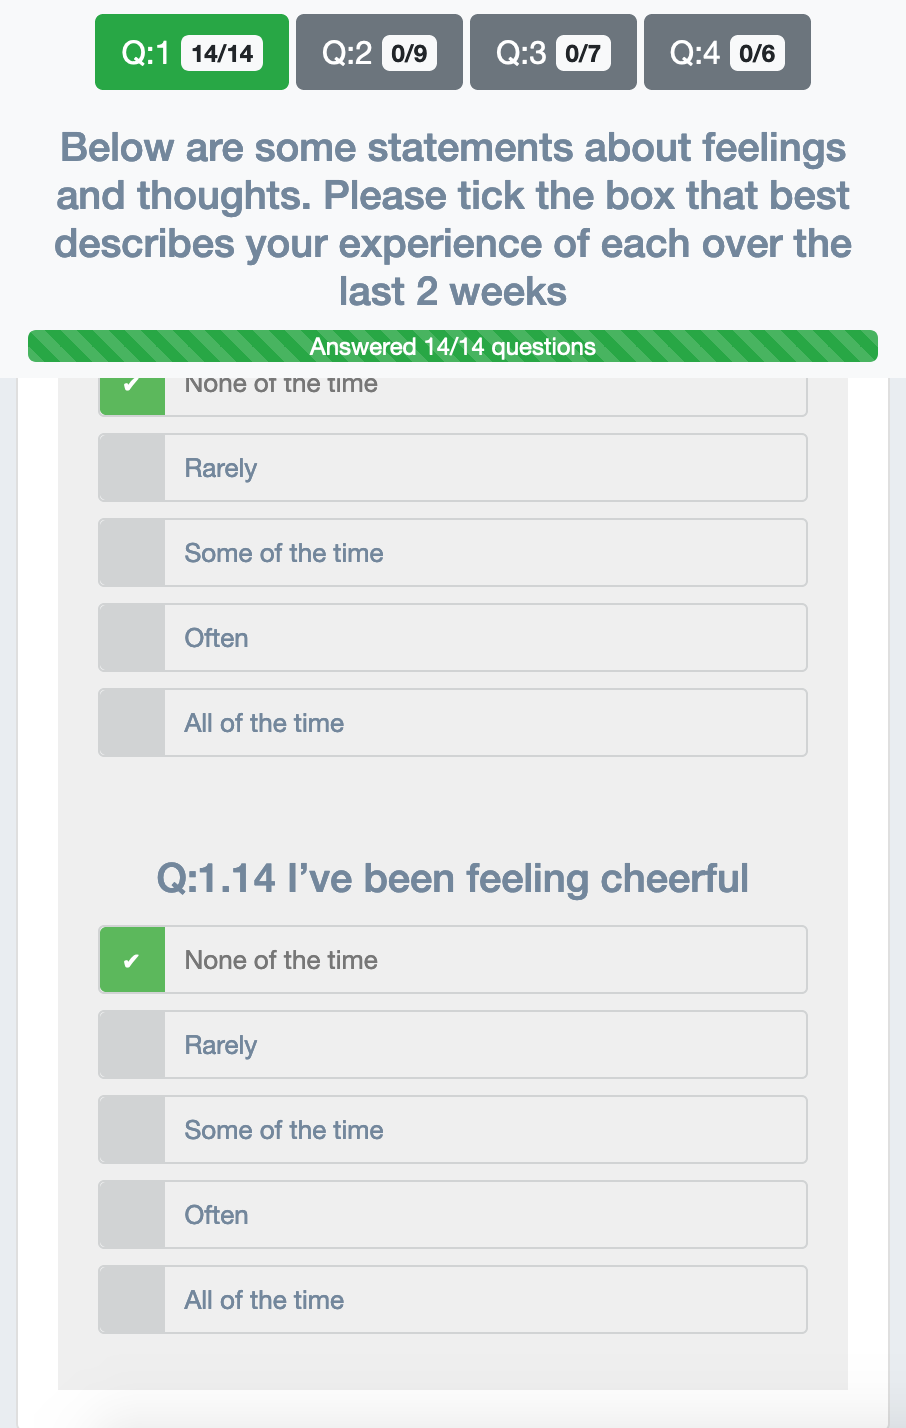 Q:1 14/14 Q:2 0/9 Q:3 0/7 Q:4 0/6
Below are some statements about feelings
and thoughts. Please tick the box that best
describes your experience of each over the
last 2 weeks
Answered 14/14 questions
✔ None of the time
Rarely
Some of the time
Often
All of the time
Q:1.14 I’ve been feeling cheerful
✔ None of the time
Rarely
Some of the time
Often
All of the time